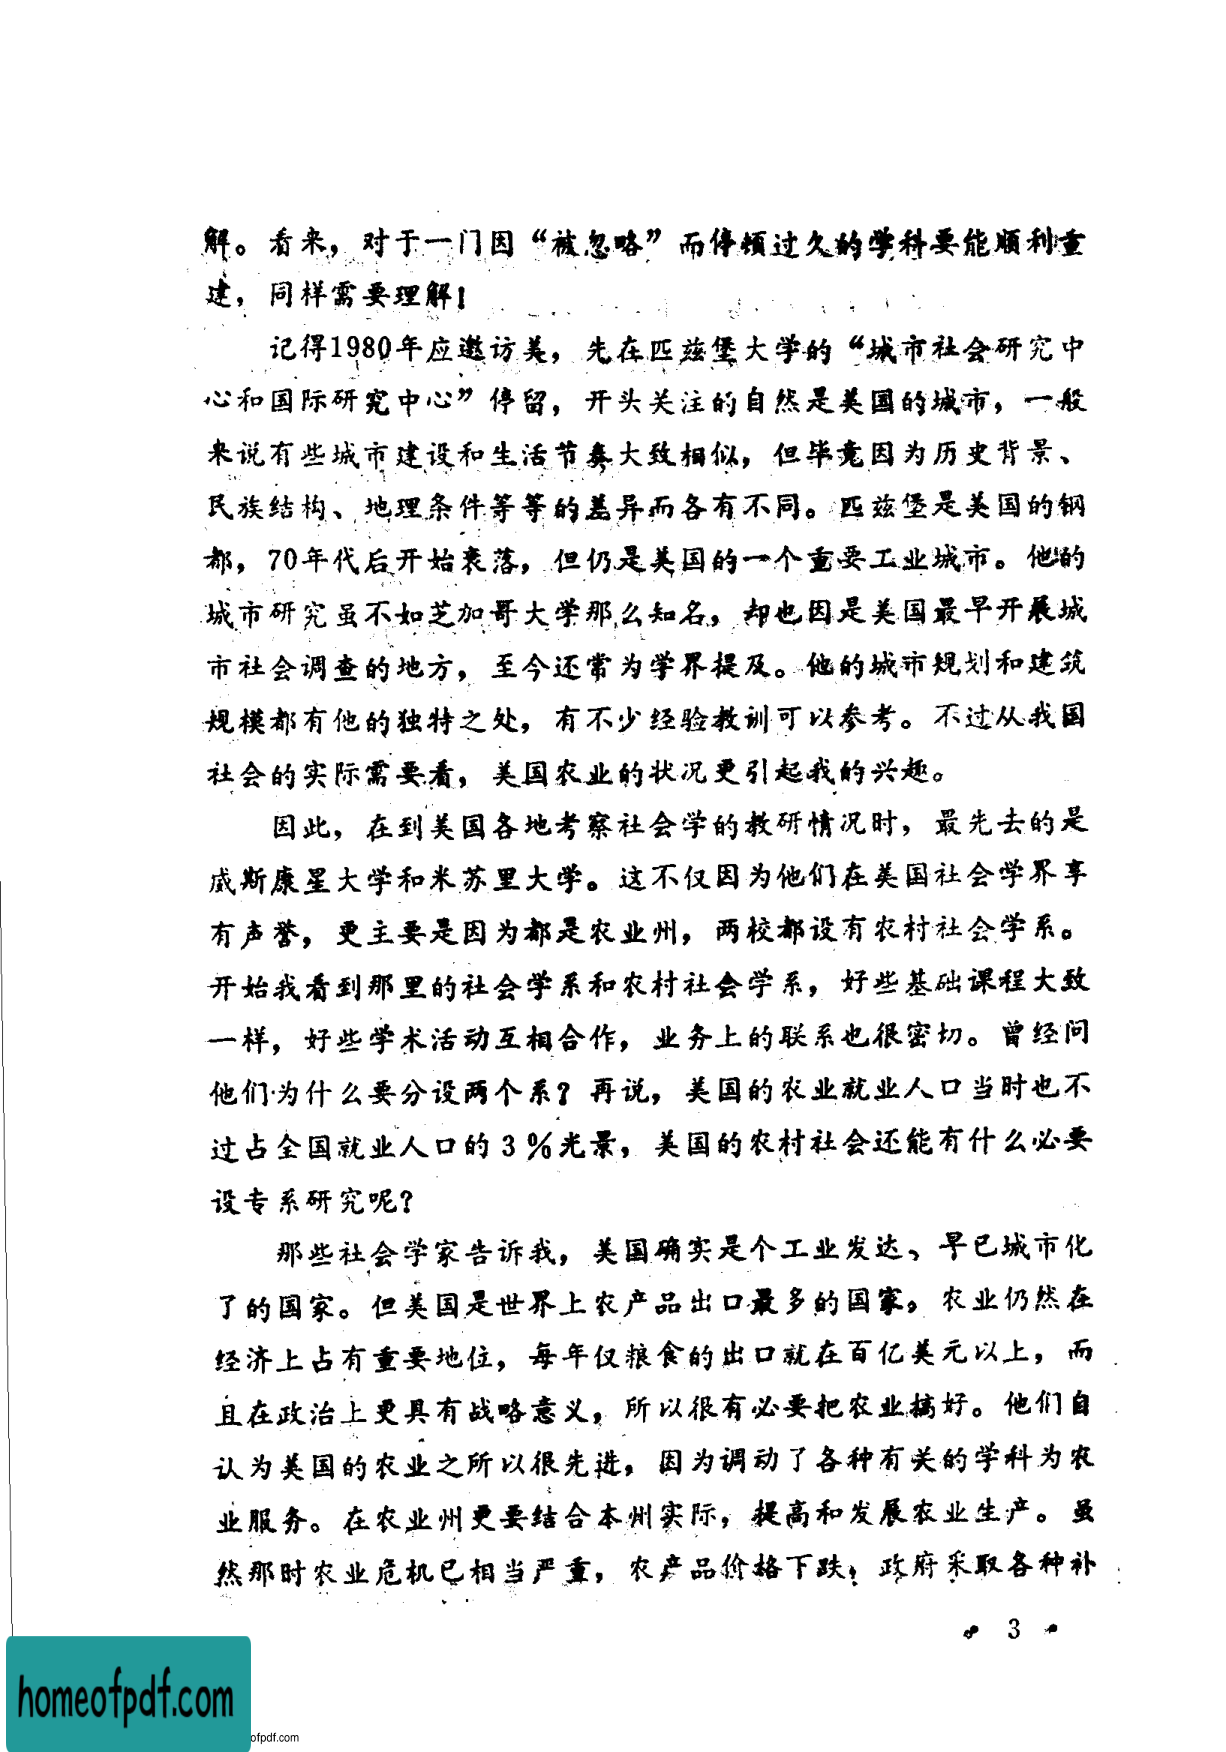 解。看来，对于一门因“被忽略”而停顿过久的学科要能顺利重
建，同样需要理解！
记得1980年应邀访美，先在匹兹堡大学的“城市社会研究中
心和国际研究中心”停留，开头关注的自然是美国的城市，一般
来说有些城市建设和生活节奏大致相似，但毕竟因为历史背景、
民族结构、地理条件等等的差异而各有不同。匹兹堡是美国的钢
都，70年代后开始衰落，但仍是美国的一个重要工业城市。他的
城市研究虽不如芝加哥大学那么知名，却也因是美国最早开展城
市社会调查的地方，至今还常为学界提及。他的城市规划和建筑
规模都有他的独特之处，有不少经验教训可以参考。不过从我国
社会的实际需要看，美国农业的状况更引起我的兴趣。
因此，在到美国各地考察社会学的教研情况时，最先去的是
威斯康星大学和米苏里大学。这不仅因为他们在美国社会学界享
有声誉，更主要是因为都是农业州，两校都设有农村社会学系。
开始我看到那里的社会学系和农村社会学系，好些基础课程大致
一样，好些学术活动互相合作，业务上的联系也很密切。曾经问
他们为什么要分设两个系？再说，美国的农业就业人口当时也不
过占全国就业人口的3％光景，美国的农村社会还能有什么必要
设专系研究呢？
那些社会学家告诉我，美国确实是个工业发达、早已城市化
了的国家。但美国是世界上农产品出口最多的国家，农业仍然在
经济上占有重要地位，每年仅粮食的出口就在百亿美元以上，而
且在政治上更具有战略意义，所以很有必要把农业搞好。他们自
认为美国的农业之所以很先进，因为调动了各种有关的学科为农
业服务。在农业州更要结合本州实际，提高和发展农业生产。虽
然那时农业危机已相当严重，农产品价格下跌，政府采取各种补
• 3 •
homeofpdf.com
ofpdf.com